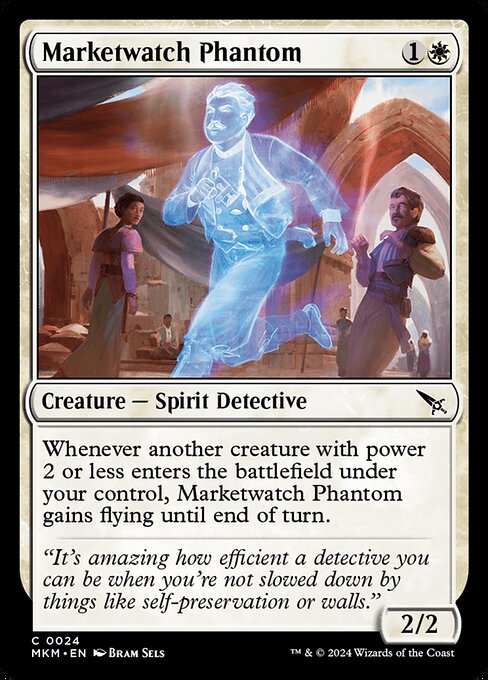 Marketwatch Phantom 1
Creature — Spirit Detective
Whenever another creature with power
2 or less enters the battlefield under
your control, Marketwatch Phantom
gains flying until end of turn.
“It’s amazing how efficient a detective you
can be when you’re not slowed down by
things like self-preservation or walls.”
2/2
C 0024
MKM • EN Bram Sels
™ & © 2024 Wizards of the Coast